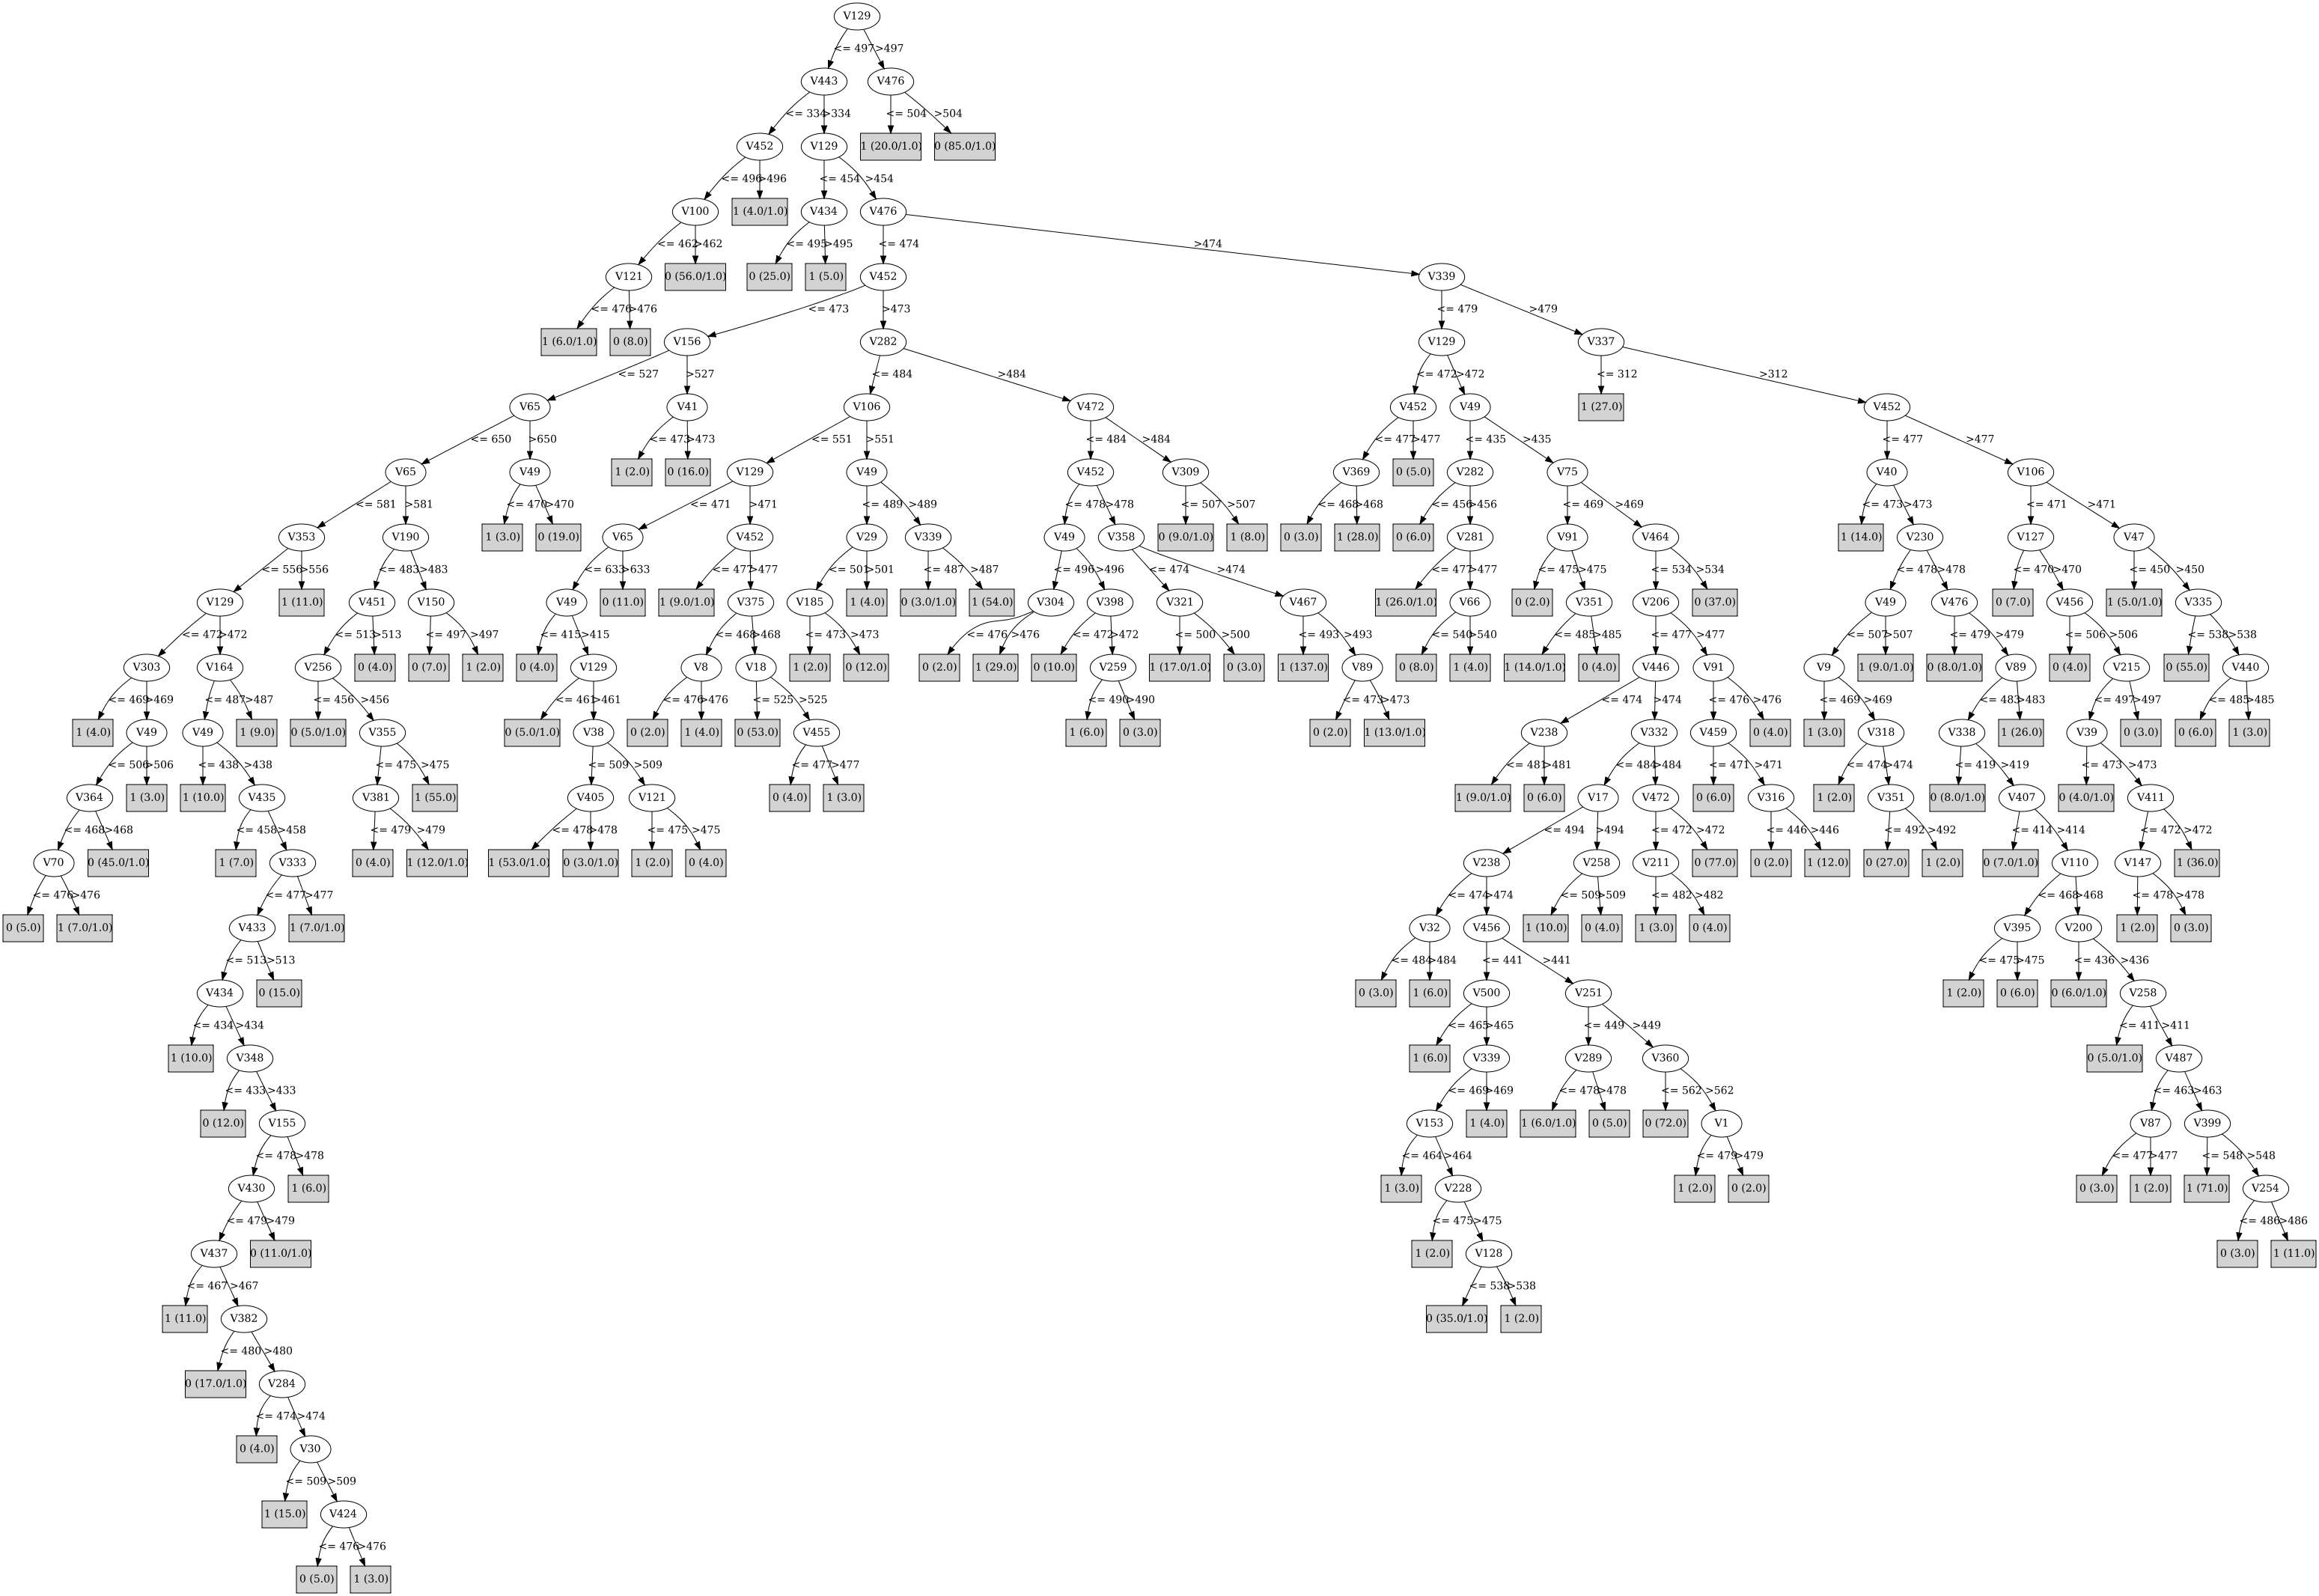 V129
<= 497 >497
V443 V476
<= 334 >334 <= 504 >504
V452 V129 1 (20.0/1.0) 0 (85.0/1.0)
<= 496 >496 <= 454 >454
V100 1 (4.0/1.0) V434 V476
<= 462 >462 <= 495 >495 <= 474 >474
V121 0 (56.0/1.0) 0 (25.0) 1 (5.0) V452 V339
<= 476 >476 <= 473 >473 <= 479 >479
1 (6.0/1.0) 0 (8.0) V156 V282 V129 V337
<= 527 >527 <= 484 >484 <= 472 >472 <= 312 >312
V65 V41 V106 V472 V452 V49 1 (27.0) V452
<= 650 >650 <= 473 >473 <= 551 >551 <= 484 >484 <= 477 >477 <= 435 >435 <= 477 >477
V65 V49 1 (2.0) 0 (16.0) V129 V49 V452 V309 V369 0 (5.0) V282 V75 V40 V106
<= 581 >581 <= 470 >470 <= 471 >471 <= 489 >489 <= 478 >478 <= 507 >507 <= 468 >468 <= 456 >456 <= 469 >469 <= 473 >473 <= 471 >471
V353 V190 1 (3.0) 0 (19.0) V65 V452 V29 V339 V49 V358 0 (9.0/1.0) 1 (8.0) 0 (3.0) 1 (28.0) 0 (6.0) V281 V91 V464 1 (14.0) V230 V127 V47
<= 556 >556 <= 483 >483 <= 633 >633 <= 477 >477 <= 501 >501 <= 487 >487 <= 496 >496 <= 474 >474 <= 477 >477 <= 475 >475 <= 534 >534 <= 478 >478 <= 470 >470 <= 450 >450
V129 1 (11.0) V451 V150 V49 0 (11.0) 1 (9.0/1.0) V375 V185 1 (4.0) 0 (3.0/1.0) 1 (54.0) V304 V398 V321 V467 1 (26.0/1.0) V66 0 (2.0) V351 V206 0 (37.0) V49 V476 0 (7.0) V456 1 (5.0/1.0) V335
<= 472 >472 <= 513 >513 <= 497 >497 <= 415 >415 <= 468 >468 <= 473 >473 <= 476 >476 <= 472 >472 <= 500 >500 <= 493 >493 <= 540 >540 <= 485 >485 <= 477 >477 <= 507 >507 <= 479 >479 <= 506 >506 <= 538 >538
V303 V164 V256 0 (4.0) 0 (7.0) 1 (2.0) 0 (4.0) V129 V8 V18 1 (2.0) 0 (12.0) 0 (2.0) 1 (29.0) 0 (10.0) V259 1 (17.0/1.0) 0 (3.0) 1 (137.0) V89 0 (8.0) 1 (4.0) 1 (14.0/1.0) 0 (4.0) V446 V91 V9 1 (9.0/1.0) 0 (8.0/1.0) V89 0 (4.0) V215 0 (55.0) V440
<= 469 >469 <= 487 >487 <= 456 >456 <= 461 >461 <= 476 >476 <= 525 >525 <= 490 >490 <= 473 >473 <= 474 >474 <= 476 >476 <= 469 >469 <= 483 >483 <= 497 >497 <= 485 >485
1 (4.0) V49 V49 1 (9.0) 0 (5.0/1.0) V355 0 (5.0/1.0) V38 0 (2.0) 1 (4.0) 0 (53.0) V455 1 (6.0) 0 (3.0) 0 (2.0) 1 (13.0/1.0) V238 V332 V459 0 (4.0) 1 (3.0) V318 V338 1 (26.0) V39 0 (3.0) 0 (6.0) 1 (3.0)
<= 506 >506 <= 438 >438 <= 475 >475 <= 509 >509 <= 477 >477 <= 481 >481 <= 484 >484 <= 471 >471 <= 474 >474 <= 419 >419 <= 473 >473
V364 1 (3.0) 1 (10.0) V435 V381 1 (55.0) V405 V121 0 (4.0) 1 (3.0) 1 (9.0/1.0) 0 (6.0) V17 V472 0 (6.0) V316 1 (2.0) V351 0 (8.0/1.0) V407 0 (4.0/1.0) V411
<= 468 >468 <= 458 >458 <= 479 >479 <= 478 >478 <= 475 >475 <= 494 >494 <= 472 >472 <= 446 >446 <= 492 >492 <= 414 >414 <= 472 >472
V70 0 (45.0/1.0) 1 (7.0) V333 0 (4.0) 1 (12.0/1.0) 1 (53.0/1.0) 0 (3.0/1.0) 1 (2.0) 0 (4.0) V238 V258 V211 0 (77.0) 0 (2.0) 1 (12.0) 0 (27.0) 1 (2.0) 0 (7.0/1.0) V110 V147 1 (36.0)
<= 476 >476 <= 477 >477 <= 474 >474 <= 509 >509 <= 482 >482 <= 468 >468 <= 478 >478
0 (5.0) 1 (7.0/1.0) V433 1 (7.0/1.0) V32 V456 1 (10.0) 0 (4.0) 1 (3.0) 0 (4.0) V395 V200 1 (2.0) 0 (3.0)
<= 513 >513 <= 484 >484 <= 441 >441 <= 475 >475 <= 436 >436
V434 0 (15.0) 0 (3.0) 1 (6.0) V500 V251 1 (2.0) 0 (6.0) 0 (6.0/1.0) V258
<= 434 >434 <= 465 >465 <= 449 >449 <= 411 >411
1 (10.0) V348 1 (6.0) V339 V289 V360 0 (5.0/1.0) V487
<= 433 >433 <= 469 >469 <= 478 >478 <= 562 >562 <= 463 >463
0 (12.0) V155 V153 1 (4.0) 1 (6.0/1.0) 0 (5.0) 0 (72.0) V1 V87 V399
<= 478 >478 <= 464 >464 <= 479 >479 <= 477 >477 <= 548 >548
V430 1 (6.0) 1 (3.0) V228 1 (2.0) 0 (2.0) 0 (3.0) 1 (2.0) 1 (71.0) V254
<= 479 >479 <= 475 >475 <= 486 >486
V437 0 (11.0/1.0) 1 (2.0) V128 0 (3.0) 1 (11.0)
<= 467 >467 <= 538 >538
1 (11.0) V382 0 (35.0/1.0) 1 (2.0)
<= 480 >480
0 (17.0/1.0) V284
<= 474 >474
0 (4.0) V30
<= 509 >509
1 (15.0) V424
<= 476 >476
0 (5.0) 1 (3.0)